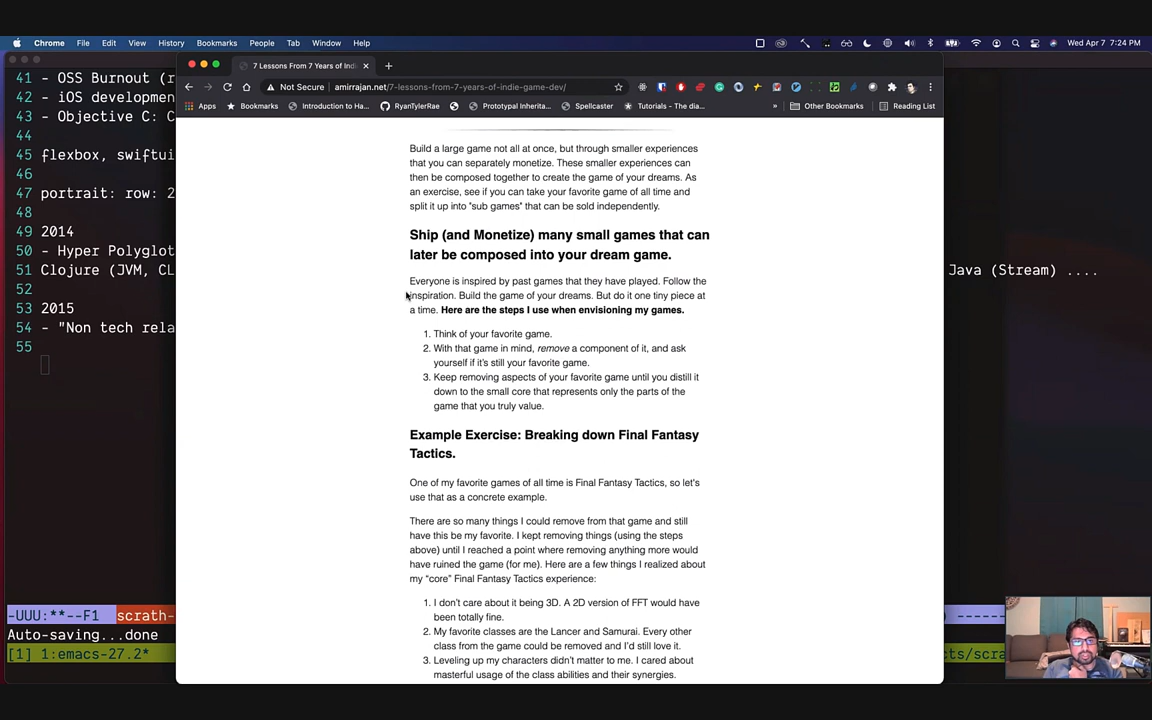 Chrome File Edit View History Bookmarks People Tab Window Help Wed Apr 7 7:24 PM
7 Lessons From 7 Years of Indi
Not Secure amirrajan.net/7-lessons-from-7-years-of-indie-game-dev/
Apps Bookmarks Introduction to Ha... RyanTylerRae Prototypal Inherita... Spellcaster Tutorials - The dia... » Other Bookmarks Reading List
41 - OSS Burnout (r
42 - iOS developmen
43 - Objective C: C
44
45 flexbox, swiftui
46
47 portrait: row: 2
48
49 2014
50 - Hyper Polyglot
51 Clojure (JVM, CL
Java (Stream) ....
52
53 2015
54 - "Non tech rela
55
Build a large game not all at once, but through smaller experiences
that you can separately monetize. These smaller experiences can
then be composed together to create the game of your dreams. As
an exercise, see if you can take your favorite game of all time and
split it up into "sub games" that can be sold independently.
Ship (and Monetize) many small games that can
later be composed into your dream game.
Everyone is inspired by past games that they have played. Follow the
inspiration. Build the game of your dreams. But do it one tiny piece at
a time. Here are the steps I use when envisioning my games.
1. Think of your favorite game.
2. With that game in mind, remove a component of it, and ask
yourself if it's still your favorite game.
3. Keep removing aspects of your favorite game until you distill it
down to the small core that represents only the parts of the
game that you truly value.
Example Exercise: Breaking down Final Fantasy
Tactics.
One of my favorite games of all time is Final Fantasy Tactics, so let's
use that as a concrete example.
There are so many things I could remove from that game and still
have this be my favorite. I kept removing things (using the steps
above) until I reached a point where removing anything more would
have ruined the game (for me). Here are a few things I realized about
my “core” Final Fantasy Tactics experience:
1. I don't care about it being 3D. A 2D version of FFT would have
been totally fine.
2. My favorite classes are the Lancer and Samurai. Every other
class from the game could be removed and I'd still love it.
3. Leveling up my characters didn't matter to me. I cared about
masterful usage of the class abilities and their synergies.
-UUU:**--F1 scrath-
Auto-saving...done
[1] 1:emacs-27.2*
cts/scra